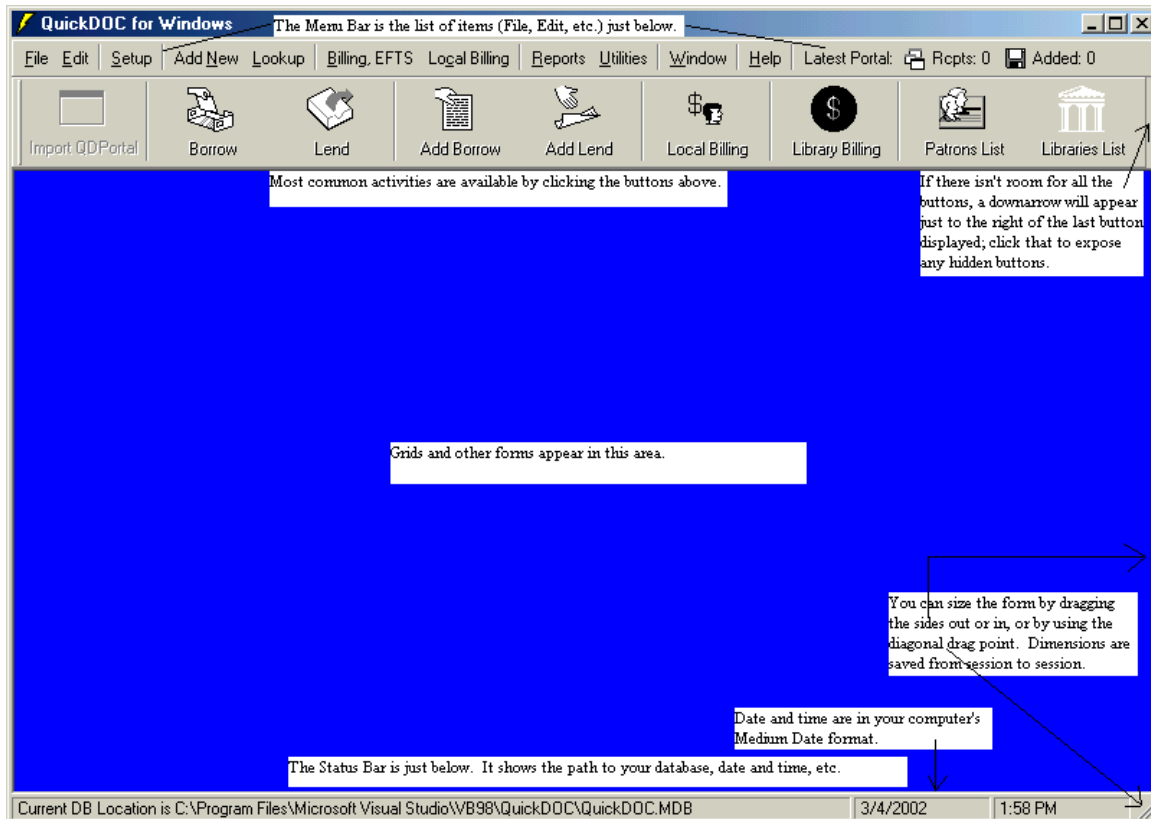 QuickDOC for Windows
The Menu Bar is the list of items (File, Edit, etc.) just below.
File Edit Setup Add New Lookup Billing, EFTS Local Billing Reports Utilities Window Help Latest Portal: Rcpts: 0 Added: 0
Import QDPortal Borrow Lend Add Borrow Add Lend Local Billing Library Billing Patrons List Libraries List
Most common activities are available by clicking the buttons above.
If there isn't room for all the
buttons, a downarrow will appear
just to the right of the last button
displayed; click that to expose
any hidden buttons.
Grids and other forms appear in this area.
You can size the form by dragging
the sides out or in, or by using the
diagonal drag point. Dimensions are
saved from session to session.
Date and time are in your computer's
Medium Date format.
The Status Bar is just below. It shows the path to your database, date and time, etc.
Current DB Location is C:\Program Files\Microsoft Visual Studio\VB98\QuickDOC\QuickDOC.MDB 3/4/2002 1:58 PM